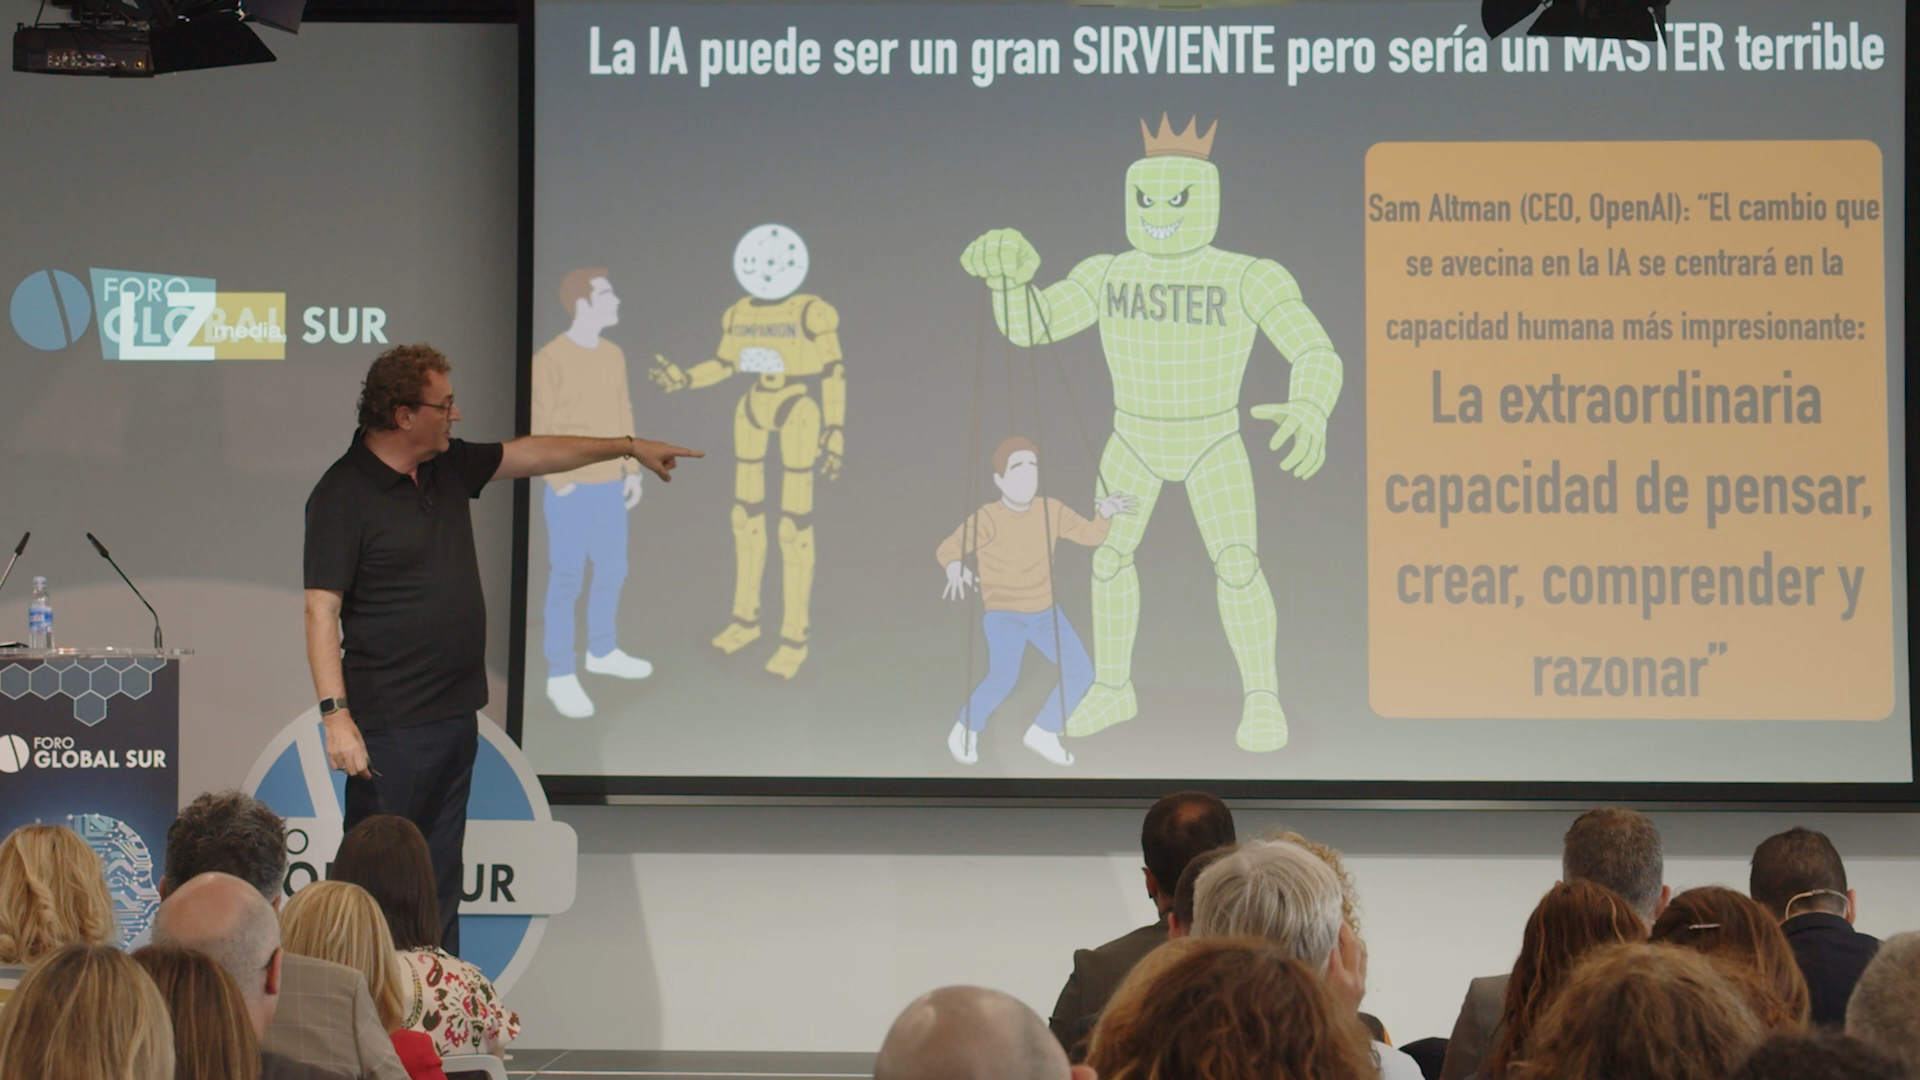 La IA puede ser un gran SIRVIENTE pero sería un MASTER terrible
Sam Altman (CEO, OpenAI): “El cambio que
se avecina en la IA se centrará en la
capacidad humana más impresionante:
La extraordinaria
capacidad de pensar,
crear, comprender y
razonar”
COMPANION
MASTER
FORO
GLOBAL SUR
LZ
media
FORO
GLOBAL SUR
UR